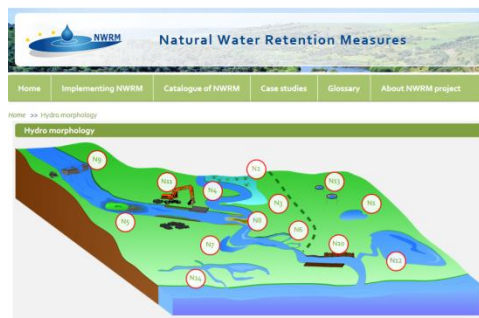 NWRM
Natural Water Retention Measures
Home Implementing NWRM Catalogue of NWRM Case studies Glossary About NWRM project
Home >> Hydro morphology
Hydro morphology
N9
N2
N11
N4
N13
N3
N1
N5
N8
N6
N7
N10
N12
N14